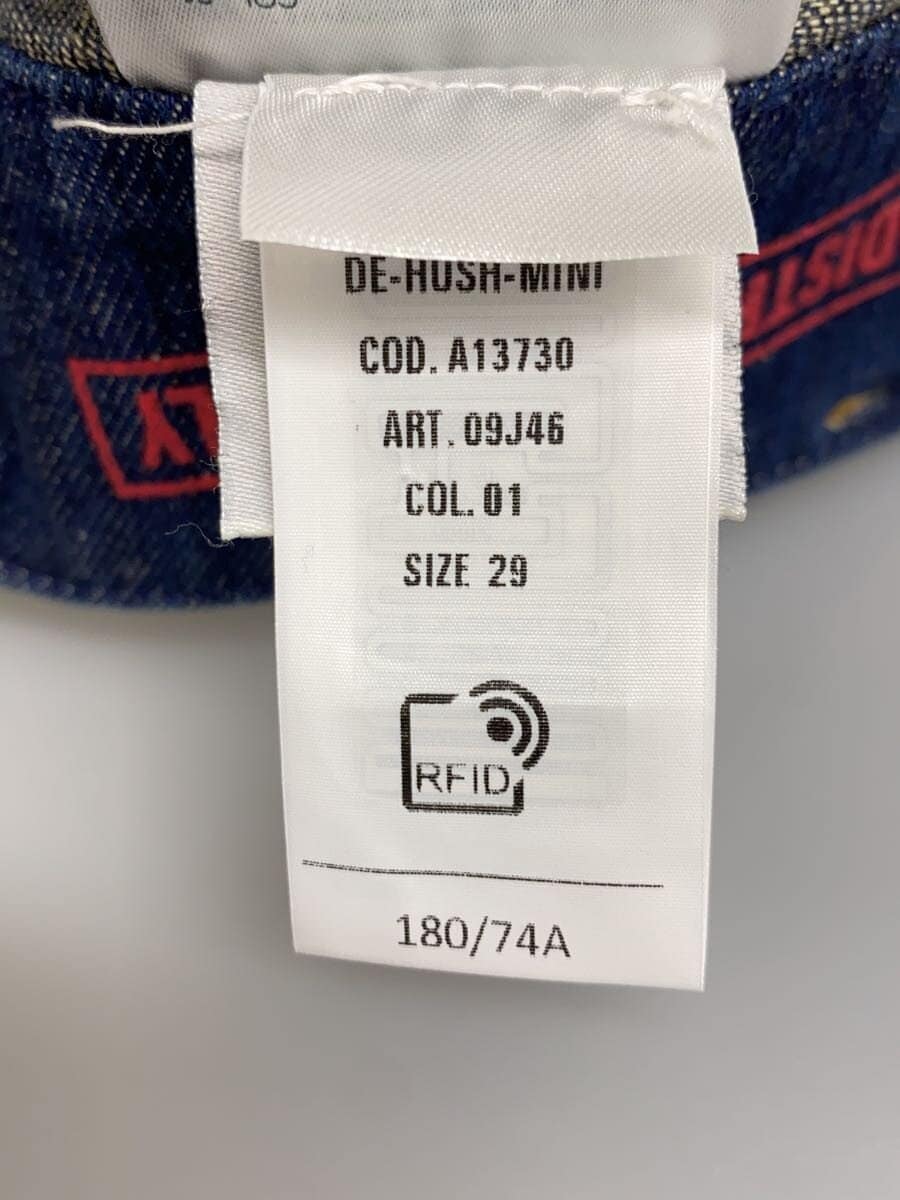 DE-HUSH-MINI
COD. A13730
ART. 09J46
COL. 01
SIZE 29
RFID
180/74A